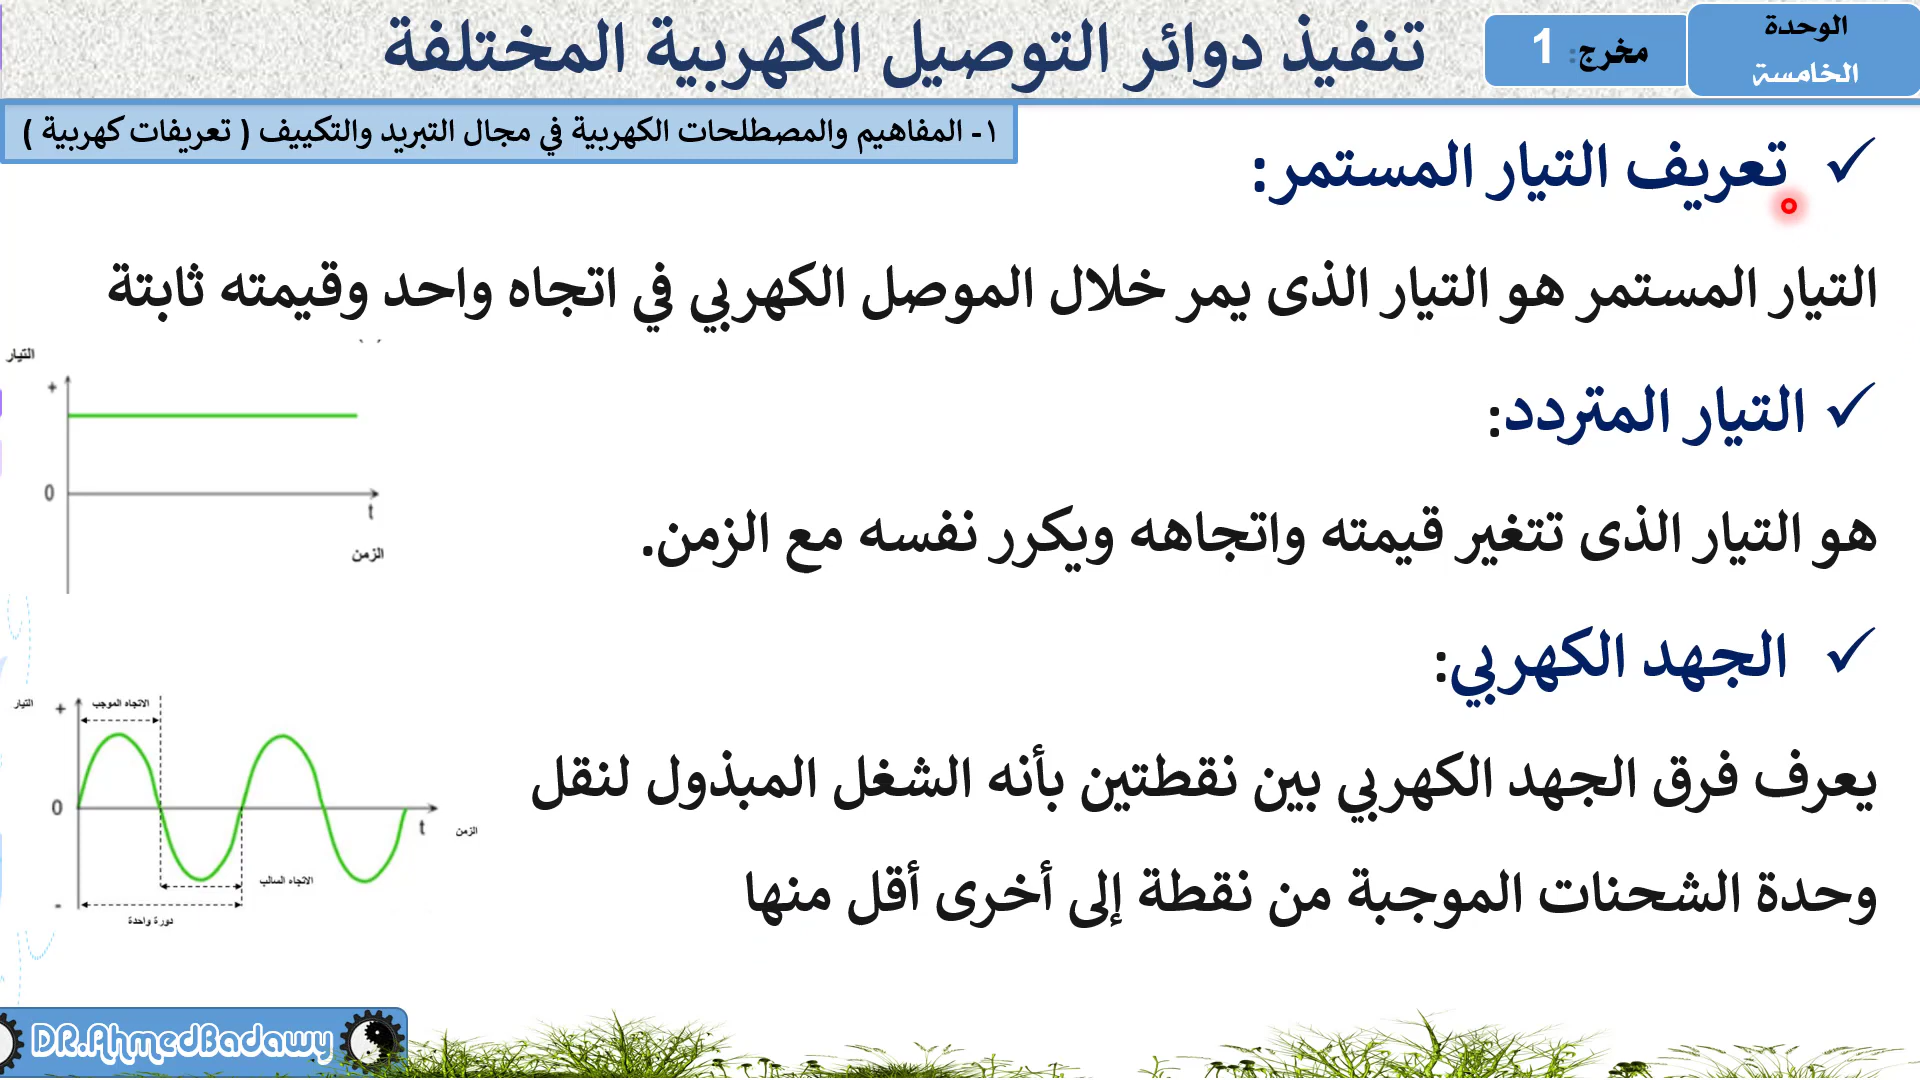 الوحدة
الخامسة
مخرج: 1
تنفيذ دوائر التوصيل الكهربية المختلفة
١- المفاهيم والمصطلحات الكهربية في مجال التبريد والتكييف ( تعريفات كهربية )
✓ تعريف التيار المستمر:
التيار المستمر هو التيار الذى يمر خلال الموصل الكهربي في اتجاه واحد وقيمته ثابتة
التيار
+
0
t
الزمن
✓ التيار المتردد:
هو التيار الذى تتغير قيمته واتجاهه ويكرر نفسه مع الزمن.
✓ الجهد الكهربي:
يعرف فرق الجهد الكهربي بين نقطتين بأنه الشغل المبذول لنقل
وحدة الشحنات الموجبة من نقطة إلى أخرى أقل منها
التيار
+
الاتجاه الموجب
0
t
الزمن
الاتجاه السالب
-
دورة واحدة
DR.AhmedBadawy